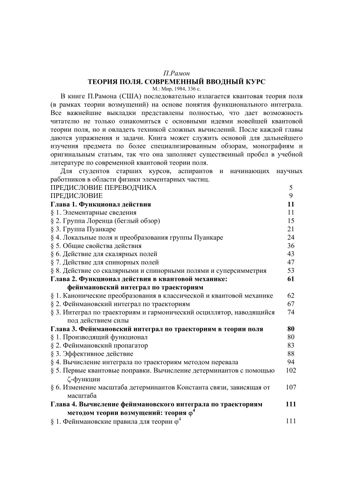 П.Рамон
ТЕОРИЯ ПОЛЯ. СОВРЕМЕННЫЙ ВВОДНЫЙ КУРС
М.: Мир, 1984, 336 с.
В книге П.Рамона (США) последовательно излагается квантовая теория поля
(в рамках теории возмущений) на основе понятия функционального интеграла.
Все важнейшие выкладки представлены полностью, что дает возможность
читателю не только ознакомиться с основными идеями новейшей квантовой
теории поля, но и овладеть техникой сложных вычислений. После каждой главы
даются упражнения и задачи. Книга может служить основой для дальнейшего
изучения предмета по более специализированным обзорам, монографиям и
оригинальным статьям, так что она заполняет существенный пробел в учебной
литературе по современной квантовой теории поля.
Для студентов старших курсов, аспирантов и начинающих научных
работников в области физики элементарных частиц.
ПРЕДИСЛОВИЕ ПЕРЕВОДЧИКА 5
ПРЕДИСЛОВИЕ 9
Глава 1. Функционал действия 11
§ 1. Элементарные сведения 11
§ 2. Группа Лоренца (беглый обзор) 15
§ 3. Группа Пуанкаре 21
§ 4. Локальные поля и преобразования группы Пуанкаре 24
§ 5. Общие свойства действия 36
§ 6. Действие для скалярных полей 43
§ 7. Действие для спинорных полей 47
§ 8. Действие со скалярными и спинорными полями и суперсимметрия 53
Глава 2. Функционал действия в квантовой механике: 61
фейнмановский интеграл по траекториям
§ 1. Канонические преобразования в классической и квантовой механике 62
§ 2. Фейнмановский интеграл по траекториям 67
§ 3. Интеграл по траекториям и гармонический осциллятор, находящийся 74
под действием силы
Глава 3. Фейнмановский интеграл по траекториям в теории поля 80
§ 1. Производящий функционал 80
§ 2. Фейнмановский пропагатор 83
§ 3. Эффективное действие 88
§ 4. Вычисление интеграла по траекториям методом перевала 94
§ 5. Первые квантовые поправки. Вычисление детерминантов с помощью 102
ζ-функции
§ 6. Изменение масштаба детерминантов Константа связи, зависящая от 107
масштаба
Глава 4. Вычисление фейнмановского интеграла по траекториям 111
методом теории возмущений: теория φ⁴
§ 1. Фейнмановские правила для теории φ⁴ 111